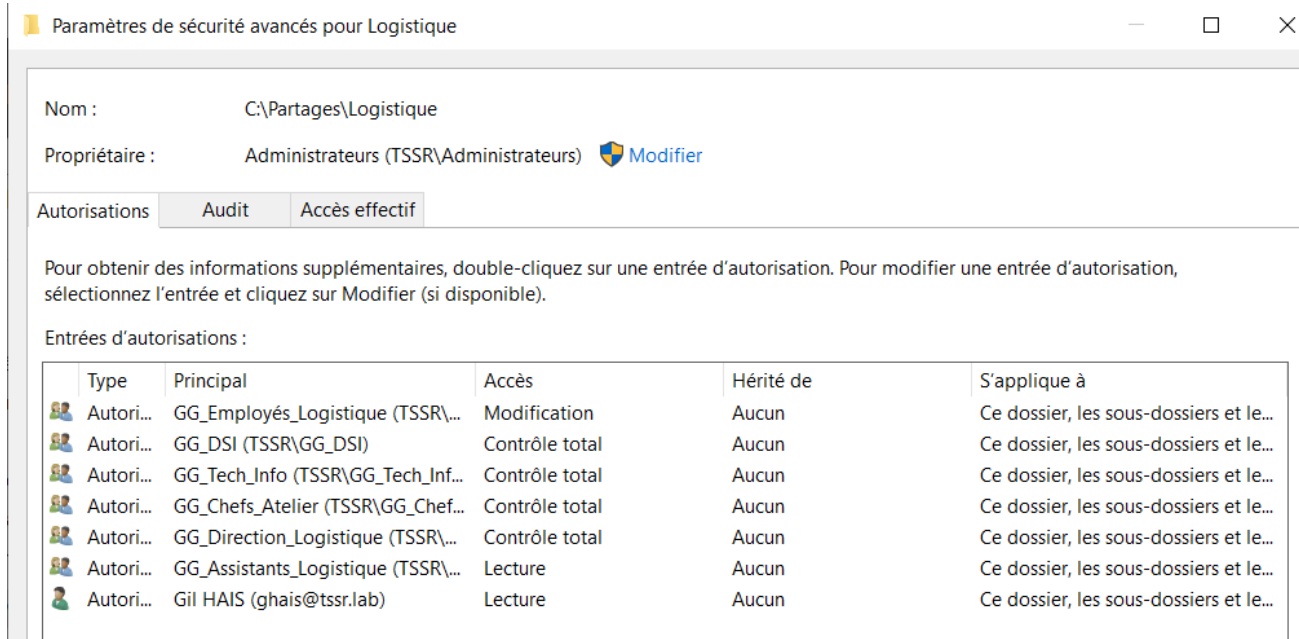 Paramètres de sécurité avancés pour Logistique
Nom : C:\Partages\Logistique
Propriétaire : Administrateurs (TSSR\Administrateurs) Modifier
Autorisations Audit Accès effectif
Pour obtenir des informations supplémentaires, double-cliquez sur une entrée d’autorisation. Pour modifier une entrée d’autorisation,
sélectionnez l’entrée et cliquez sur Modifier (si disponible).
Entrées d’autorisations :
Type Principal Accès Hérité de S’applique à
Autori... GG_Employés_Logistique (TSSR\... Modification Aucun Ce dossier, les sous-dossiers et le...
Autori... GG_DSI (TSSR\GG_DSI) Contrôle total Aucun Ce dossier, les sous-dossiers et le...
Autori... GG_Tech_Info (TSSR\GG_Tech_Inf... Contrôle total Aucun Ce dossier, les sous-dossiers et le...
Autori... GG_Chefs_Atelier (TSSR\GG_Chef... Contrôle total Aucun Ce dossier, les sous-dossiers et le...
Autori... GG_Direction_Logistique (TSSR\... Contrôle total Aucun Ce dossier, les sous-dossiers et le...
Autori... GG_Assistants_Logistique (TSSR\... Lecture Aucun Ce dossier, les sous-dossiers et le...
Autori... Gil HAIS (ghais@tssr.lab) Lecture Aucun Ce dossier, les sous-dossiers et le...